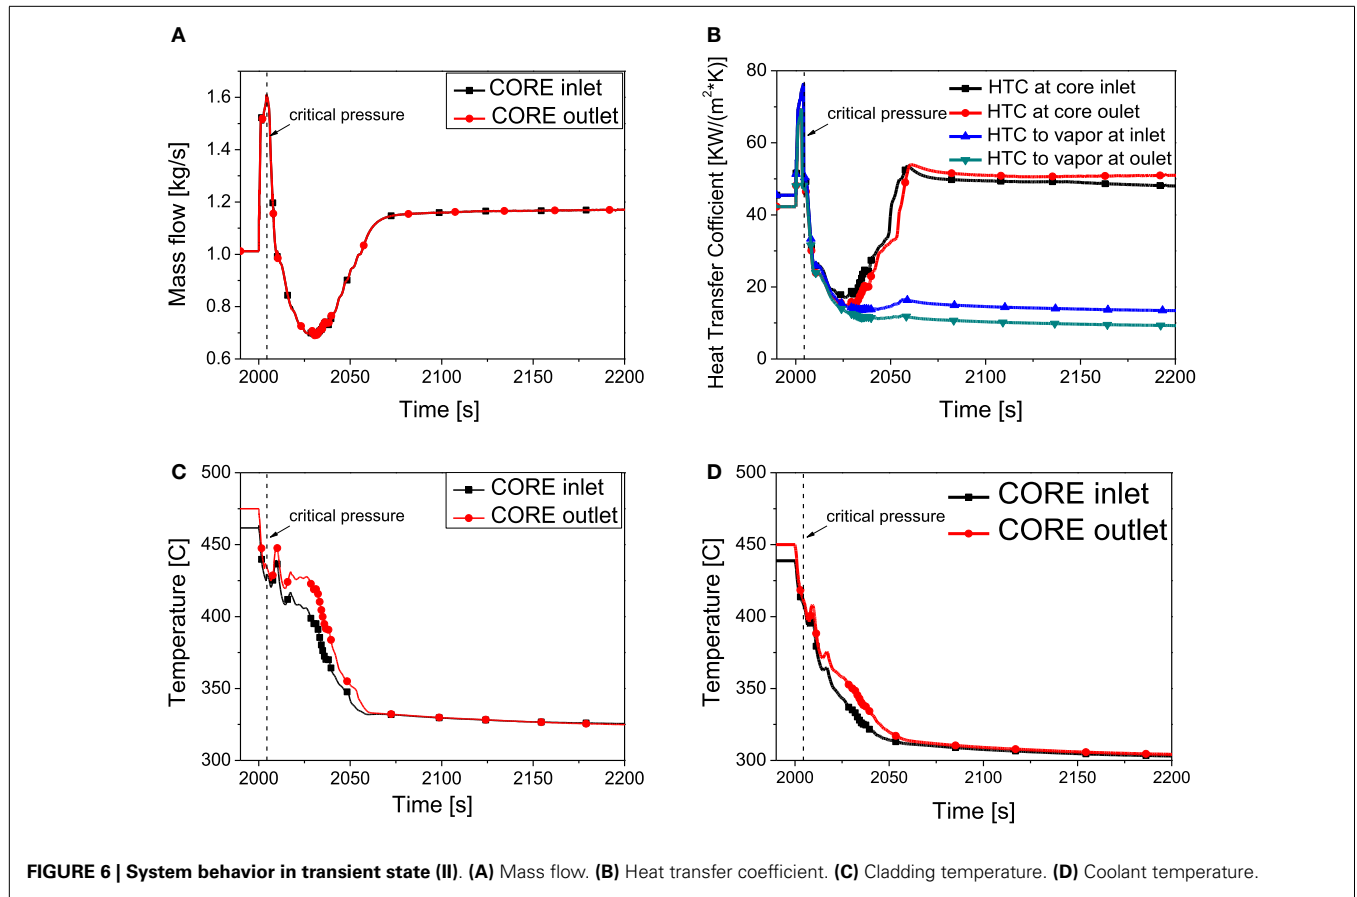 A
Mass flow [kg/s]
1.6
1.4
1.2
1.0
0.8
0.6
CORE inlet
CORE outlet
critical pressure
2000
2050
2100
2150
2200
Time [s]
B
Heat Transfer Cofficient [KW/(m²*K)]
80
60
40
20
0
HTC at core inlet
HTC at core oulet
HTC to vapor at inlet
HTC to vapor at oulet
critical pressure
2000
2050
2100
2150
2200
Time [s]
C
Temperature [C]
500
450
400
350
300
CORE inlet
CORE outlet
critical pressure
2000
2050
2100
2150
2200
Time [s]
D
Temperature [C]
500
450
400
350
300
CORE inlet
CORE outlet
critical pressure
2000
2050
2100
2150
2200
Time [s]
FIGURE 6 | System behavior in transient state (II). (A) Mass flow. (B) Heat transfer coefficient. (C) Cladding temperature. (D) Coolant temperature.